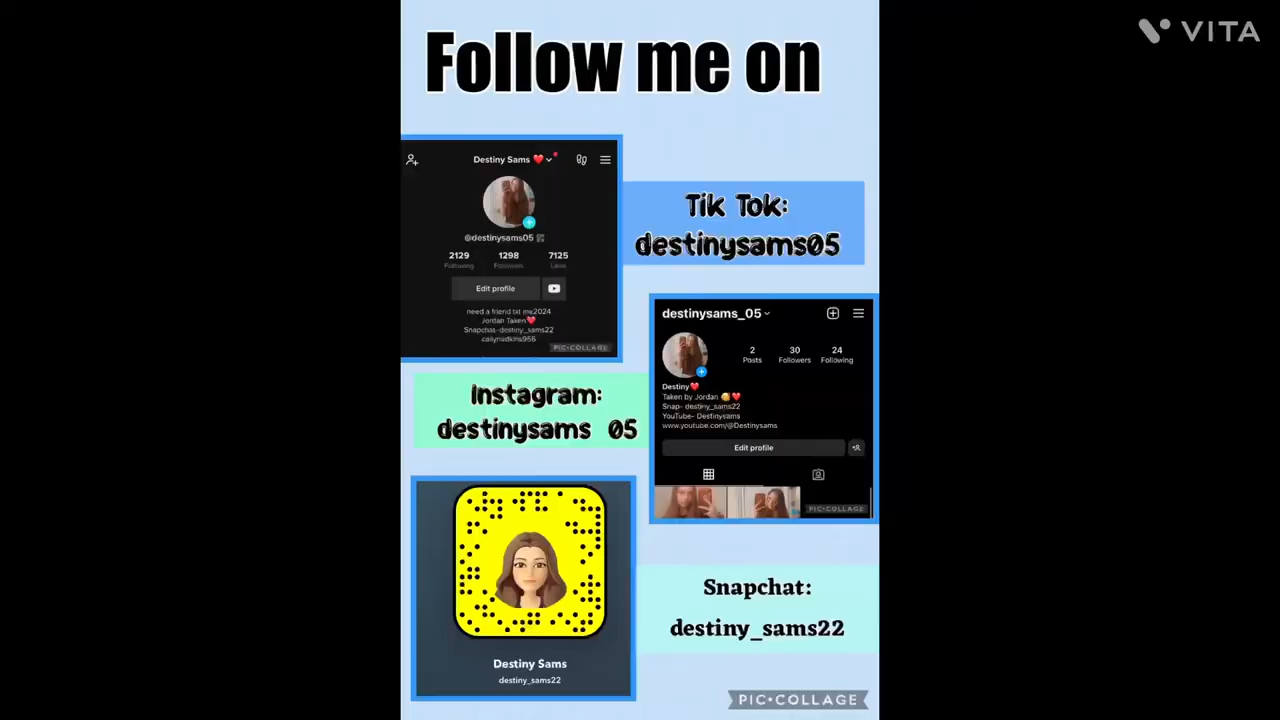 VITA
Follow me on
Destiny Sams ❤️
@destinysams05
2129 1298 7125
Following Followers Likes
Edit profile
need a friend txt me2024
Jordan Taken❤️
Snapchat-destiny_sams22
PIC•COLLAGE
Tik Tok:
destinysams05
destinysams_05
2 30 24
Posts Followers Following
Destiny❤️
Taken by Jordan 🥰❤️
Snap- destiny_sams22
YouTube- Destinysams
www.youtube.com/@Destinysams
Edit profile
PIC•COLLAGE
Instagram:
destinysams 05
Destiny Sams
destiny_sams22
Snapchat:
destiny_sams22
PIC•COLLAGE